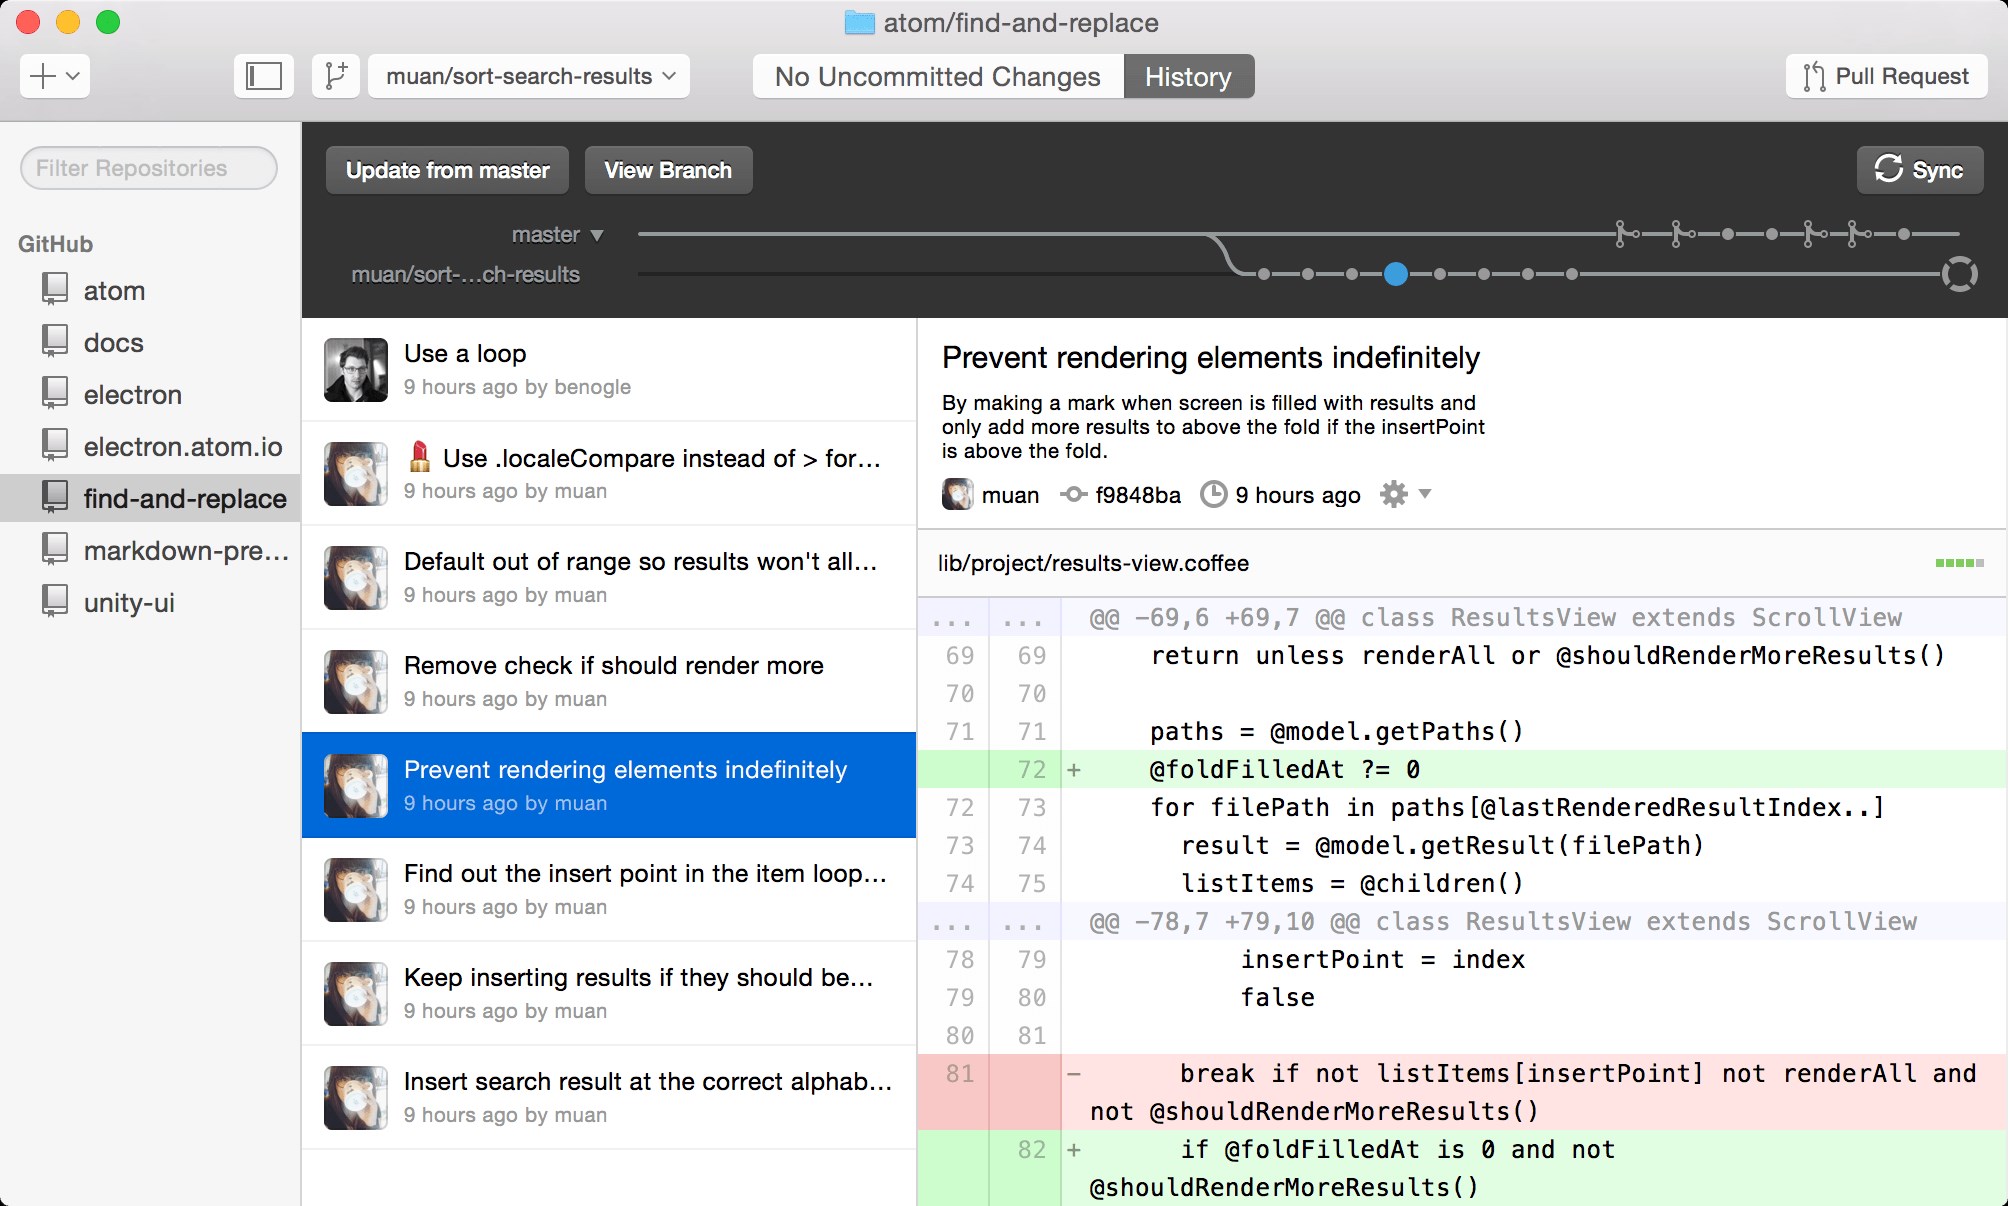 atom/find-and-replace
muan/sort-search-results
No Uncommitted Changes
History
Pull Request
Filter Repositories
GitHub
atom
docs
electron
electron.atom.io
find-and-replace
markdown-pre...
unity-ui
Update from master
View Branch
Sync
master
muan/sort-...ch-results
Use a loop
9 hours ago by benogle
💄 Use .localeCompare instead of > for...
9 hours ago by muan
Default out of range so results won't all...
9 hours ago by muan
Remove check if should render more
9 hours ago by muan
Prevent rendering elements indefinitely
9 hours ago by muan
Find out the insert point in the item loop...
9 hours ago by muan
Keep inserting results if they should be...
9 hours ago by muan
Insert search result at the correct alphab...
9 hours ago by muan
Prevent rendering elements indefinitely
By making a mark when screen is filled with results and
only add more results to above the fold if the insertPoint
is above the fold.
muan f9848ba 9 hours ago
lib/project/results-view.coffee
... ... @@ -69,6 +69,7 @@ class ResultsView extends ScrollView
69 69 return unless renderAll or @shouldRenderMoreResults()
70 70
71 71 paths = @model.getPaths()
72 + @foldFilledAt ?= 0
72 73 for filePath in paths[@lastRenderedResultIndex..]
73 74 result = @model.getResult(filePath)
74 75 listItems = @children()
... ... @@ -78,7 +79,10 @@ class ResultsView extends ScrollView
78 79 insertPoint = index
79 80 false
80 81
81 - break if not listItems[insertPoint] not renderAll and
not @shouldRenderMoreResults()
82 + if @foldFilledAt is 0 and not
@shouldRenderMoreResults()